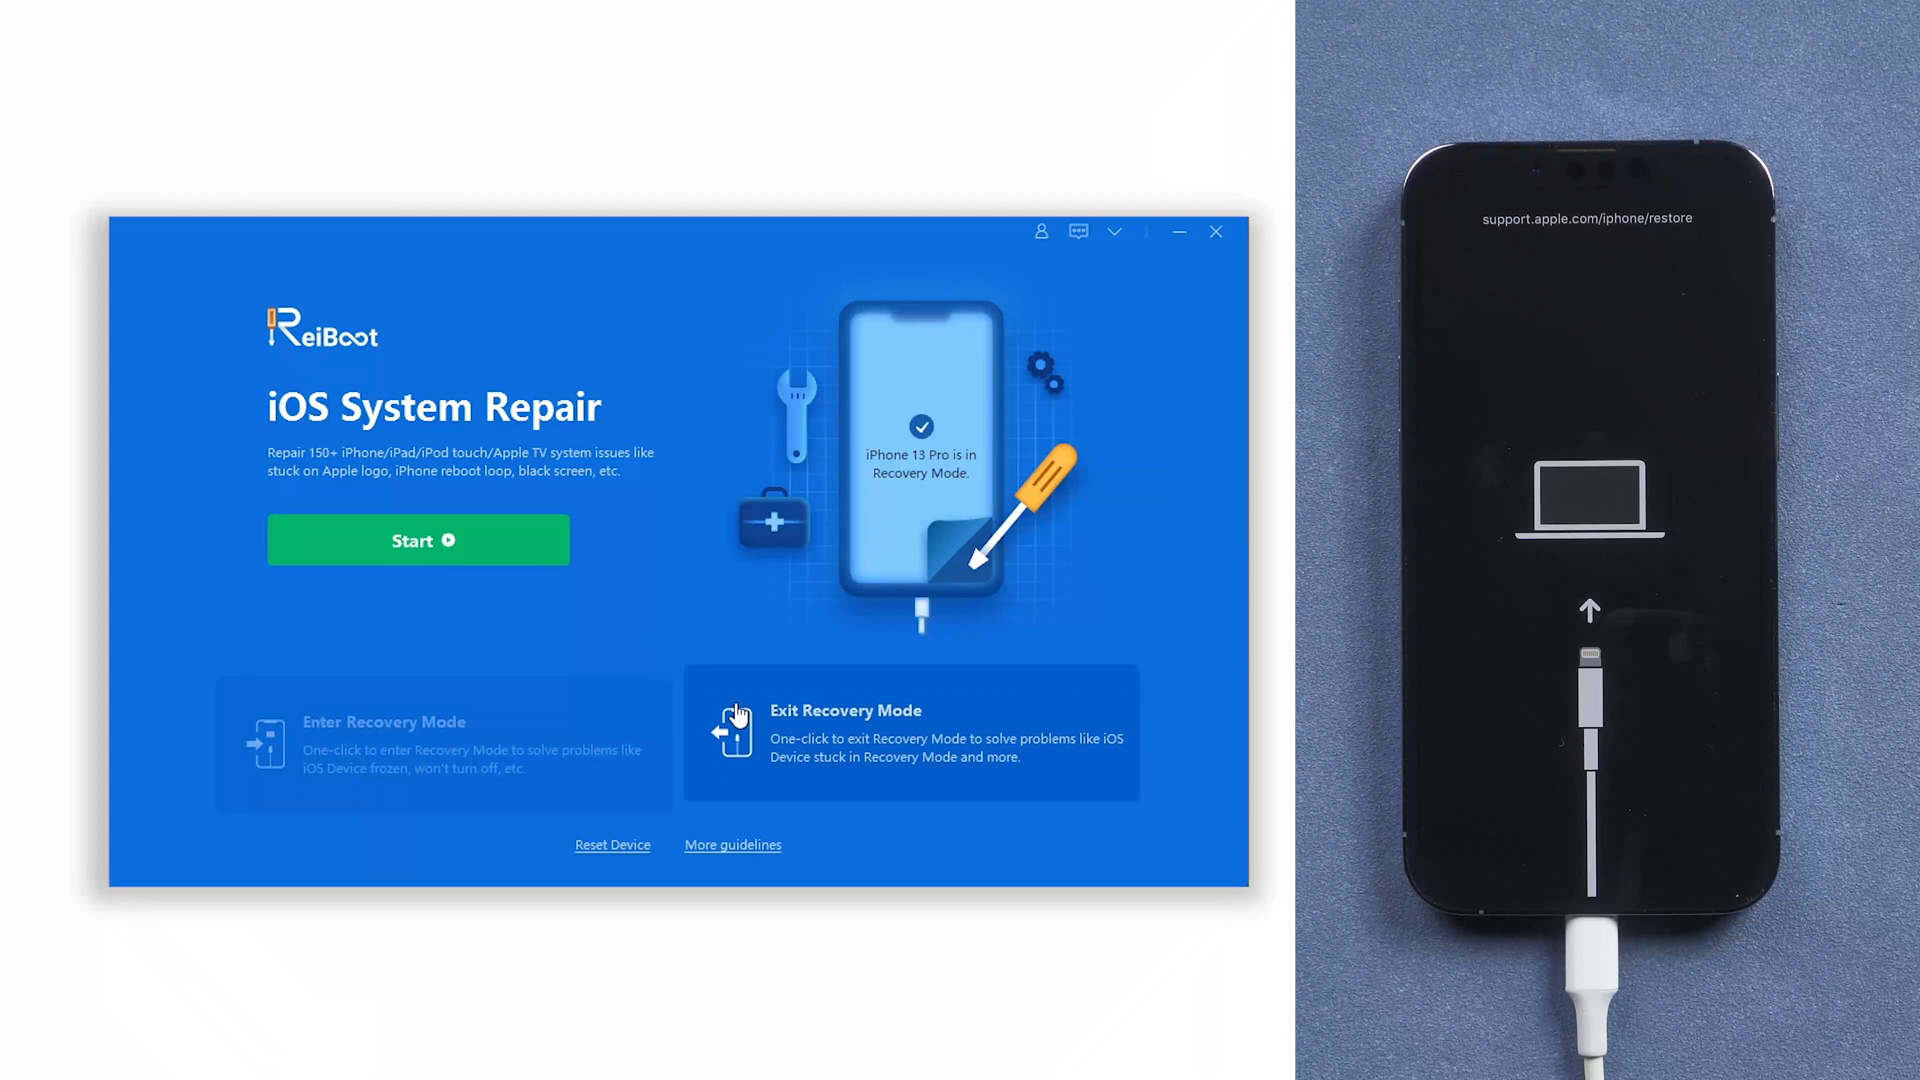 ReiBoot
iOS System Repair
Repair 150+ iPhone/iPad/iPod touch/Apple TV system issues like
stuck on Apple logo, iPhone reboot loop, black screen, etc.
Start
iPhone 13 Pro is in
Recovery Mode.
Enter Recovery Mode
One-click to enter Recovery Mode to solve problems like
iOS Device frozen, won't turn off, etc.
Exit Recovery Mode
One-click to exit Recovery Mode to solve problems like iOS
Device stuck in Recovery Mode and more.
Reset Device
More guidelines
support.apple.com/iphone/restore